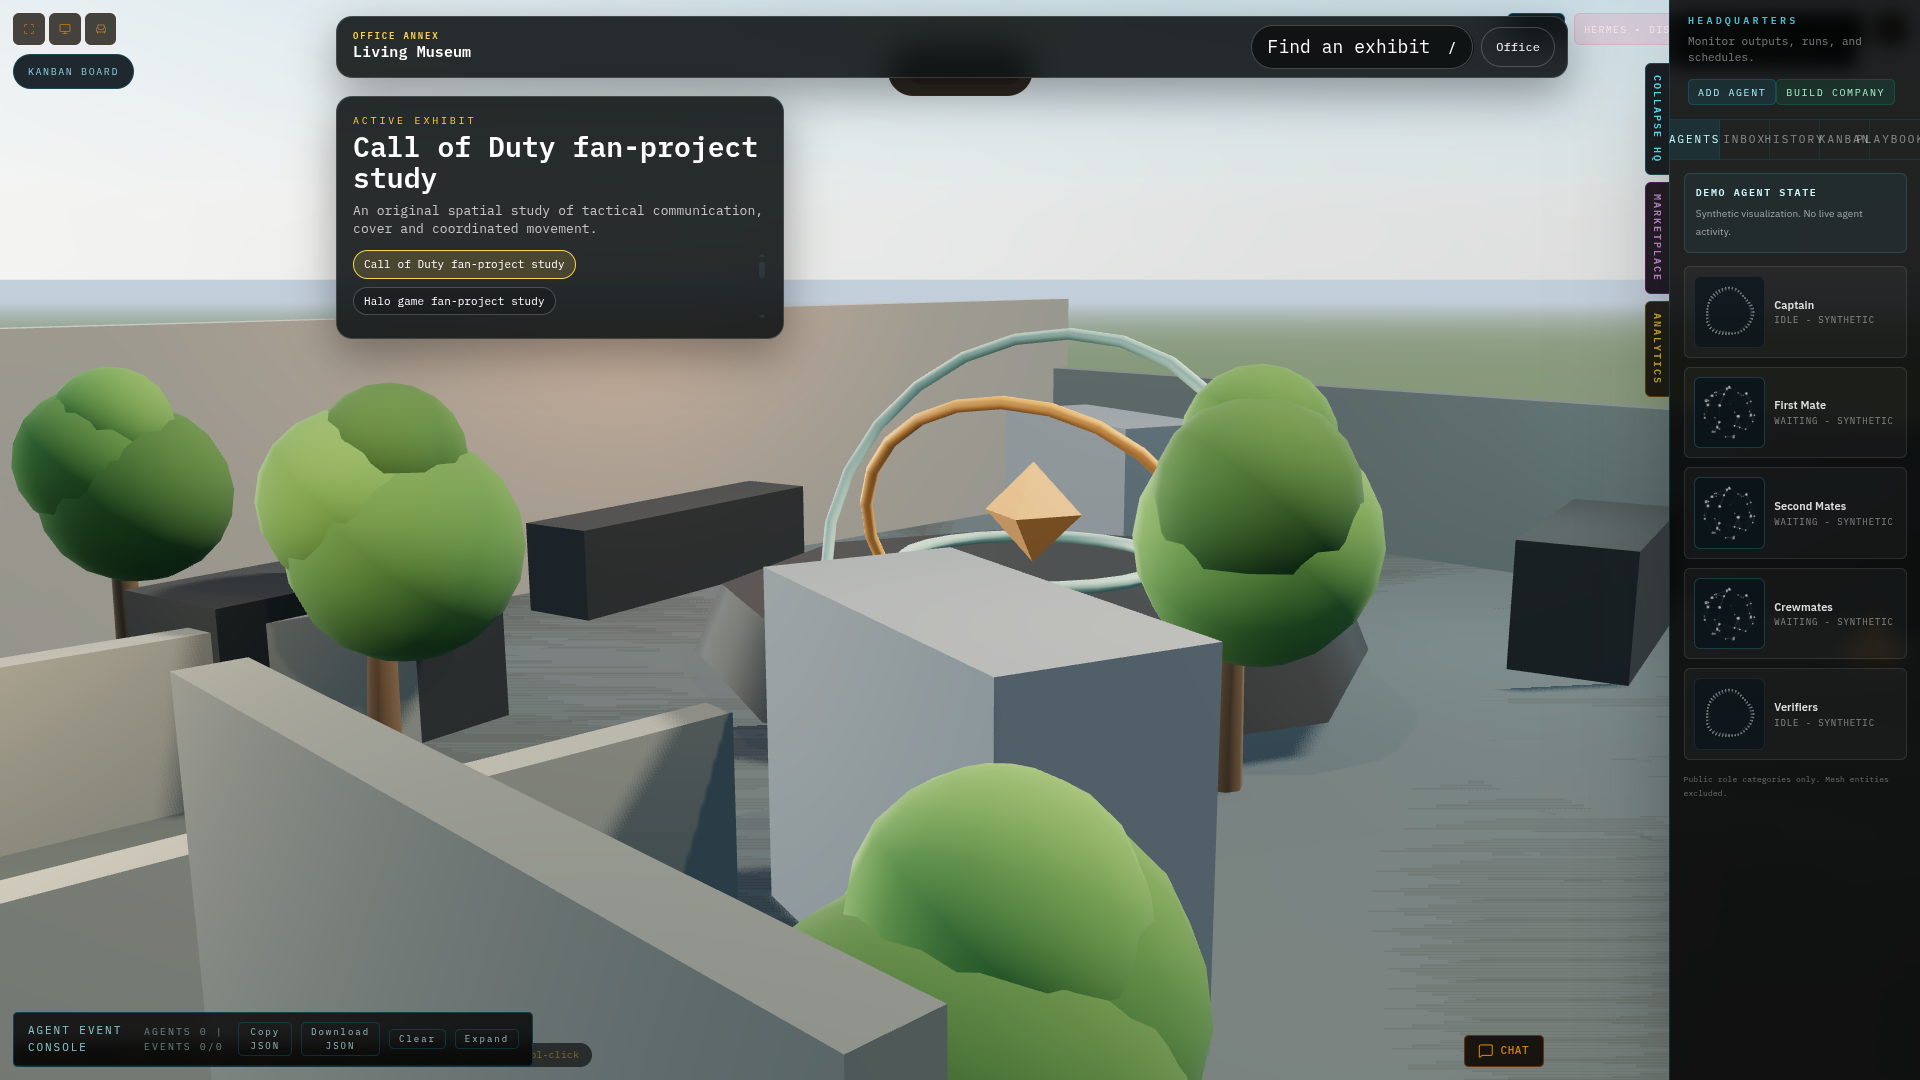 KANBAN BOARD
OFFICE ANNEX
Living Museum
Find an exhibit /
Office
HERMES • DIS
ACTIVE EXHIBIT
Call of Duty fan-project
study
An original spatial study of tactical communication,
cover and coordinated movement.
Call of Duty fan-project study
Halo game fan-project study
COLLAPSE HQ
MARKETPLACE
ANALYTICS
HEADQUARTERS
Monitor outputs, runs, and
schedules.
ADD AGENT
BUILD COMPANY
AGENTS
INBOX
HISTORY
KANBAN
PLAYBOOK
DEMO AGENT STATE
Synthetic visualization. No live agent
activity.
Captain
IDLE - SYNTHETIC
First Mate
WAITING - SYNTHETIC
Second Mates
WAITING - SYNTHETIC
Crewmates
WAITING - SYNTHETIC
Verifiers
IDLE - SYNTHETIC
Public role categories only. Mesh entities
excluded.
AGENT EVENT
CONSOLE
AGENTS 0 |
EVENTS 0/0
Copy
JSON
Download
JSON
Clear
Expand
ol-click
CHAT